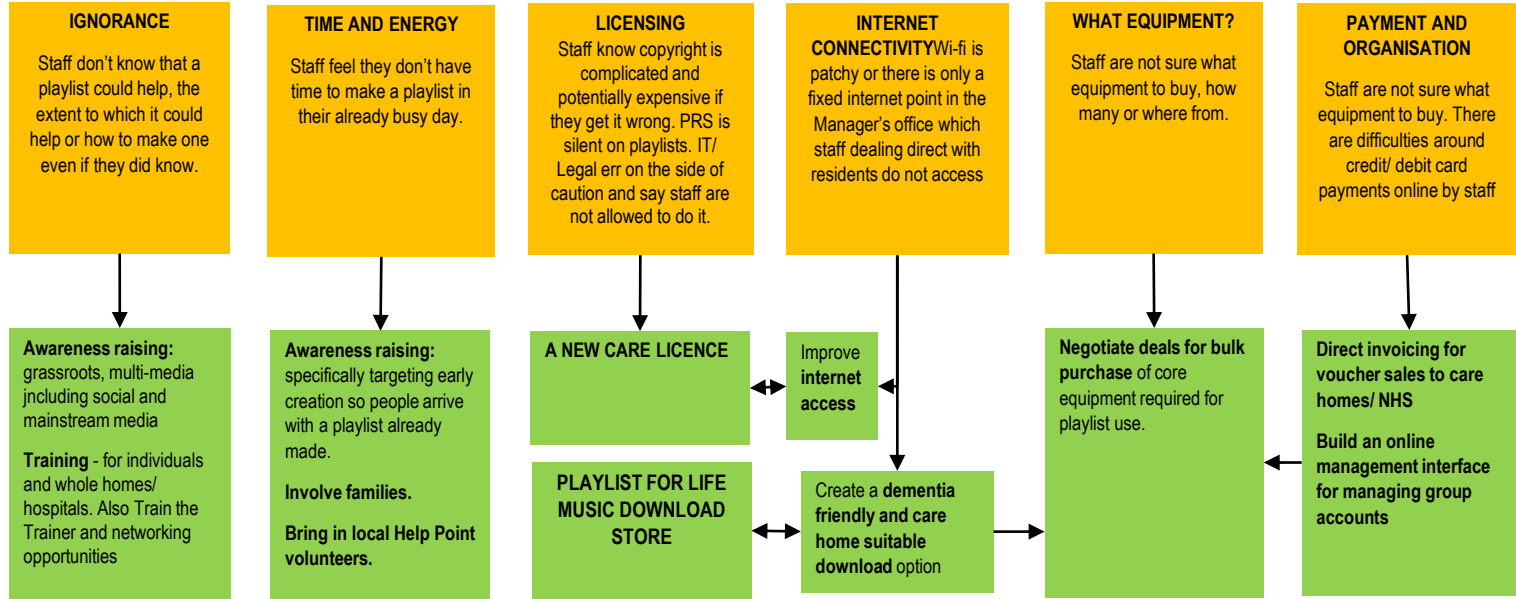 IGNORANCE
Staff don’t know that a
playlist could help, the
extent to which it could
help or how to make one
even if they did know.
TIME AND ENERGY
Staff feel they don’t have
time to make a playlist in
their already busy day.
LICENSING
Staff know copyright is
complicated and
potentially expensive if
they get it wrong. PRS is
silent on playlists. IT/
Legal err on the side of
caution and say staff are
not allowed to do it.
INTERNET
CONNECTIVITYWi-fi is
patchy or there is only a
fixed internet point in the
Manager’s office which
staff dealing direct with
residents do not access
WHAT EQUIPMENT?
Staff are not sure what
equipment to buy, how
many or where from.
PAYMENT AND
ORGANISATION
Staff are not sure what
equipment to buy. There
are difficulties around
credit/ debit card
payments online by staff
Awareness raising:
grassroots, multi-media
jncluding social and
mainstream media
Training - for individuals
and whole homes/
hospitals. Also Train the
Trainer and networking
opportunities
Awareness raising:
specifically targeting early
creation so people arrive
with a playlist already
made.
Involve families.
Bring in local Help Point
volunteers.
A NEW CARE LICENCE
Improve
internet
access
PLAYLIST FOR LIFE
MUSIC DOWNLOAD
STORE
Create a dementia
friendly and care
home suitable
download option
Negotiate deals for bulk
purchase of core
equipment required for
playlist use.
Direct invoicing for
voucher sales to care
homes/ NHS
Build an online
management interface
for managing group
accounts